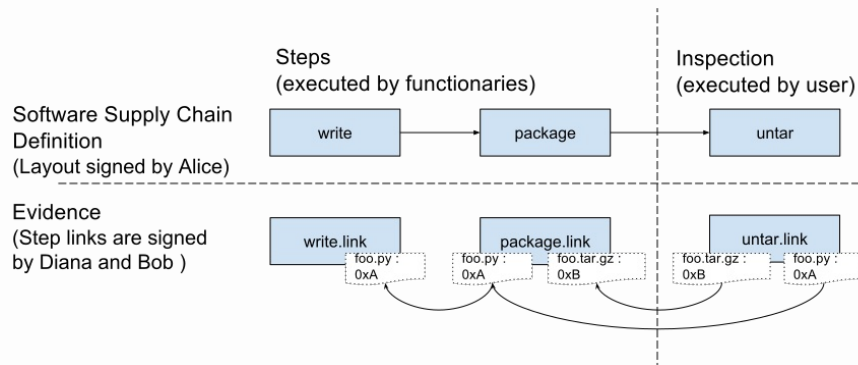 Steps
(executed by functionaries)
Inspection
(executed by user)
Software Supply Chain
Definition
(Layout signed by Alice)
write
package
untar
Evidence
(Step links are signed
by Diana and Bob )
write.link
package.link
untar.link
foo.py :
0xA
foo.py :
0xA
foo.tar.gz :
0xB
foo.tar.gz :
0xB
foo.py :
0xA